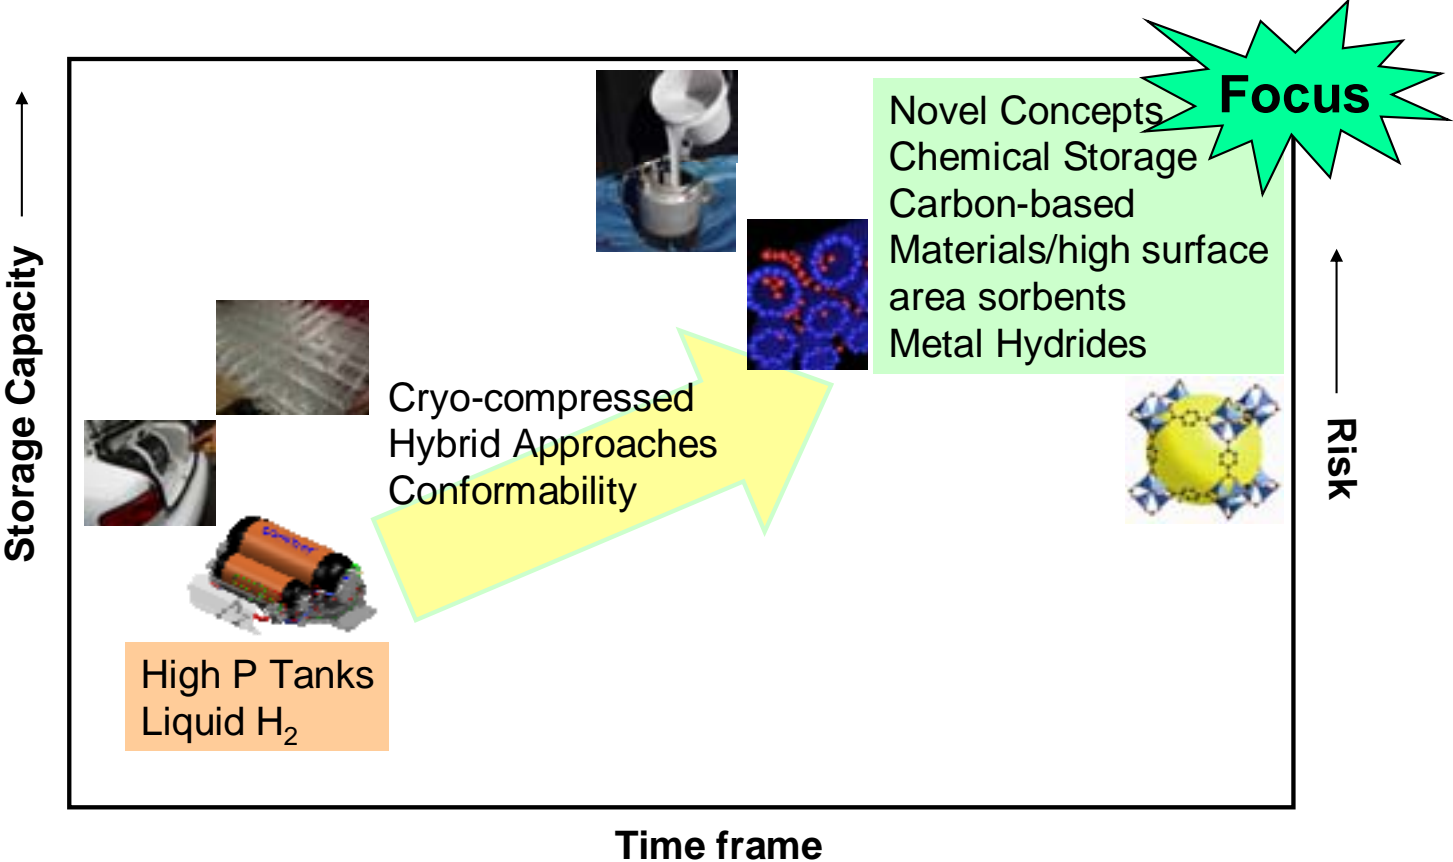 Focus
Novel Concepts
Chemical Storage
Carbon-based
Materials/high surface
area sorbents
Metal Hydrides
Storage Capacity
Cryo-compressed
Hybrid Approaches
Conformability
Risk
High P Tanks
Liquid H₂
Time frame